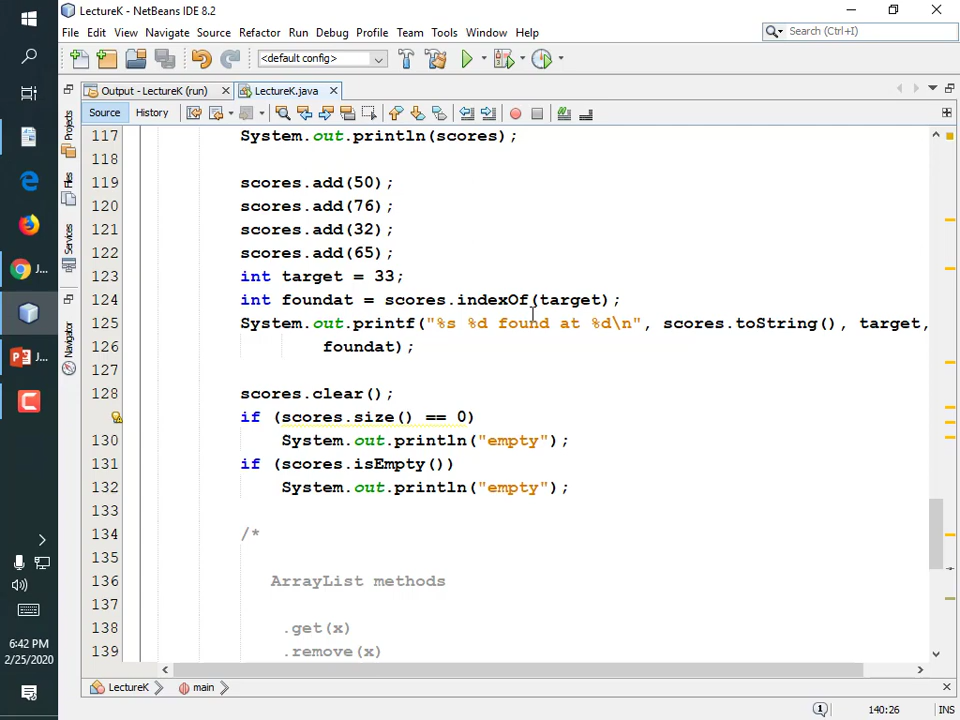 LectureK - NetBeans IDE 8.2
File Edit View Navigate Source Refactor Run Debug Profile Team Tools Window Help
Search (Ctrl+I)
<default config>
Output - LectureK (run) LectureK.java
Source History
Projects
Files
Services
Navigator
117 System.out.println(scores);
118
119 scores.add(50);
120 scores.add(76);
121 scores.add(32);
122 scores.add(65);
123 int target = 33;
124 int foundat = scores.indexOf(target);
125 System.out.printf("%s %d found at %d\n", scores.toString(), target,
126 foundat);
127
128 scores.clear();
if (scores.size() == 0)
130 System.out.println("empty");
131 if (scores.isEmpty())
132 System.out.println("empty");
133
134 /*
135
136 ArrayList methods
137
138 .get(x)
139 .remove(x)
LectureK main
140:26 INS
J...
J...
6:42 PM
2/25/2020